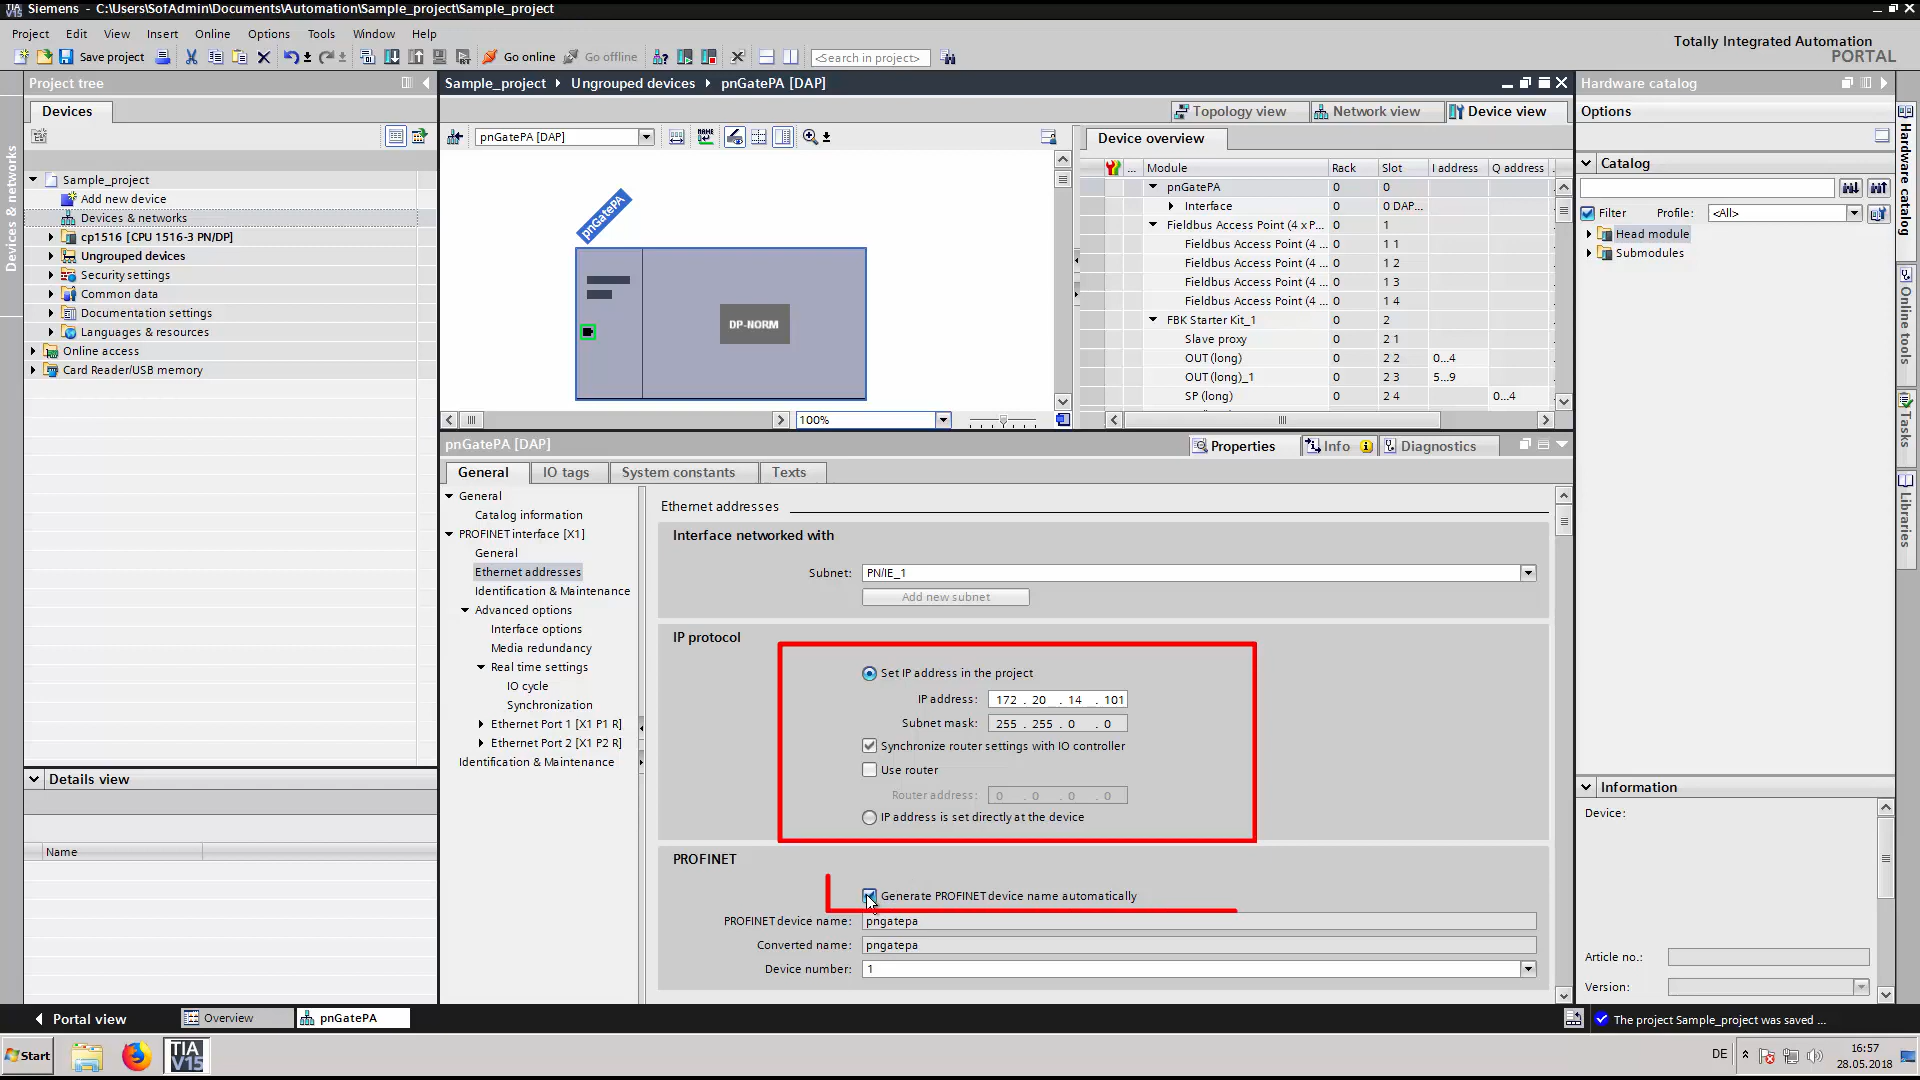 Siemens - C:\Users\SofAdmin\Documents\Automation\Sample_project\Sample_project
Project Edit View Insert Online Options Tools Window Help
Save project Go online Go offline <Search in project>
Totally Integrated Automation
PORTAL
Project tree
Sample_project Ungrouped devices pnGatePA [DAP]
Hardware catalog
Devices
Topology view Network view Device view
Options
pnGatePA [DAP]
Device overview
Catalog
... Module Rack Slot I address Q address
Filter Profile: <All>
Head module
Submodules
Sample_project
Add new device
Devices & networks
cp1516 [CPU 1516-3 PN/DP]
Ungrouped devices
Security settings
Common data
Documentation settings
Languages & resources
Online access
Card Reader/USB memory
pnGatePA
DP-NORM
pnGatePA 0 0
Interface 0 0 DAP...
Fieldbus Access Point (4 x P... 0 1
Fieldbus Access Point (4 ... 0 1 1
Fieldbus Access Point (4 ... 0 1 2
Fieldbus Access Point (4 ... 0 1 3
Fieldbus Access Point (4 ... 0 1 4
FBK Starter Kit_1 0 2
Slave proxy 0 2 1
OUT (long) 0 2 2 0...4
OUT (long)_1 0 2 3 5...9
SP (long) 0 2 4 0...4
100%
pnGatePA [DAP]
Properties Info Diagnostics
General IO tags System constants Texts
General
Catalog information
PROFINET interface [X1]
General
Ethernet addresses
Identification & Maintenance
Advanced options
Interface options
Media redundancy
Real time settings
IO cycle
Synchronization
Ethernet Port 1 [X1 P1 R]
Ethernet Port 2 [X1 P2 R]
Identification & Maintenance
Ethernet addresses
Interface networked with
Subnet: PN/IE_1
Add new subnet
IP protocol
Set IP address in the project
IP address: 172 . 20 . 14 . 101
Subnet mask: 255 . 255 . 0 . 0
Synchronize router settings with IO controller
Use router
Router address: 0 . 0 . 0 . 0
IP address is set directly at the device
PROFINET
Generate PROFINET device name automatically
PROFINET device name: pngatepa
Converted name: pngatepa
Device number: 1
Details view
Name
Information
Device:
Article no.:
Version:
Devices & networks
Hardware catalog
Online tools
Tasks
Libraries
Portal view Overview pnGatePA
The project Sample_project was saved ...
Start
TIA
V15
DE
16:57
28.05.2018